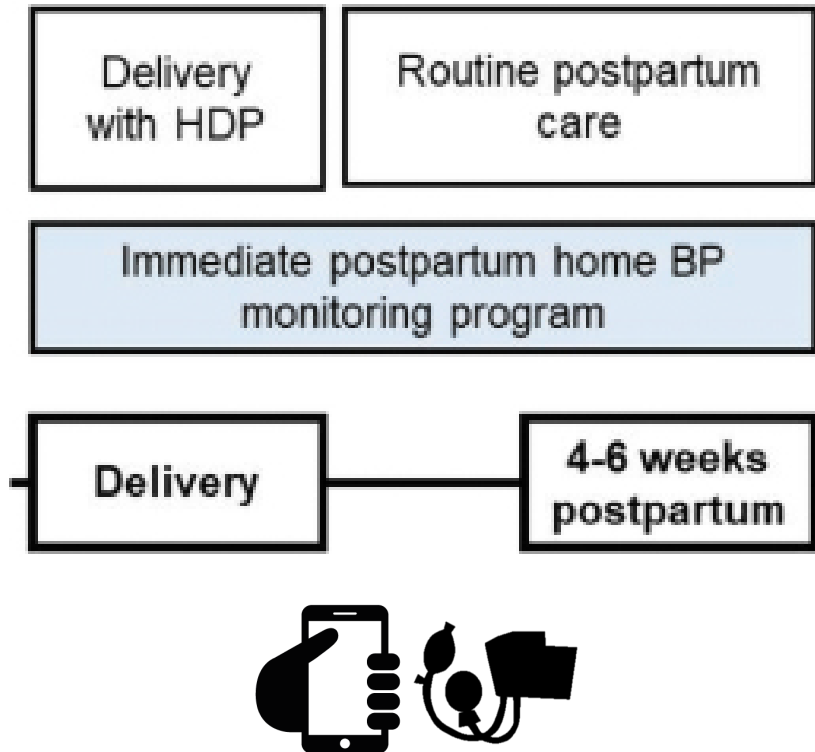 Delivery
with HDP
Routine postpartum
care
Immediate postpartum home BP
monitoring program
Delivery
4-6 weeks
postpartum